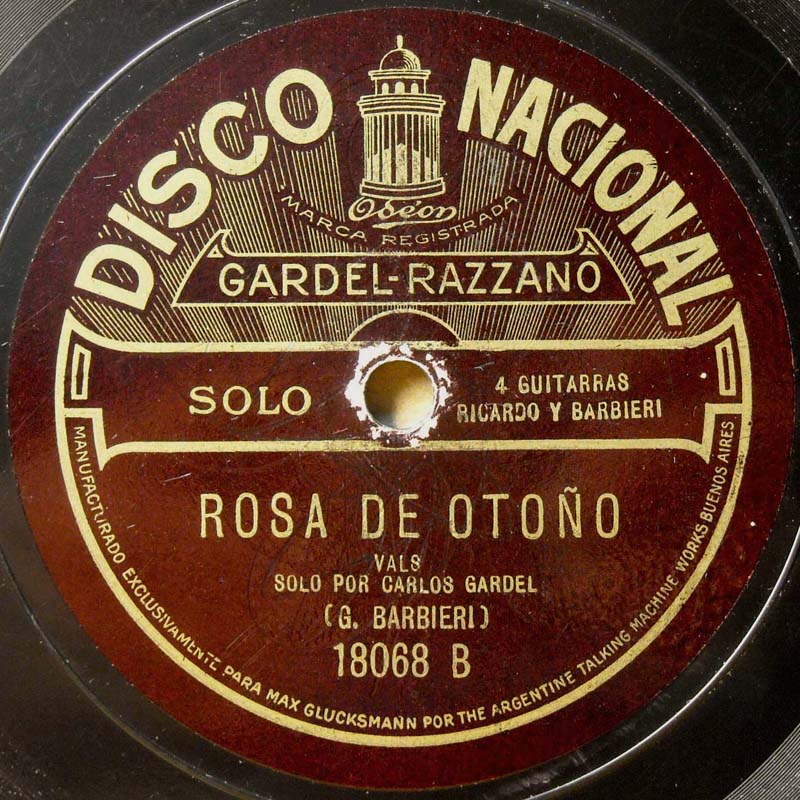 DISCO NACIONAL
Odéon
MARCA REGISTRADA
GARDEL-RAZZANO
SOLO
4 GUITARRAS
RICARDO Y BARBIERI
ROSA DE OTOÑO
VALS
SOLO POR CARLOS GARDEL
(G. BARBIERI)
18068 B
MANUFACTURADO EXCLUSIVAMENTE PARA MAX GLUCKSMANN POR THE ARGENTINE TALKING MACHINE WORKS BUENOS AIRES